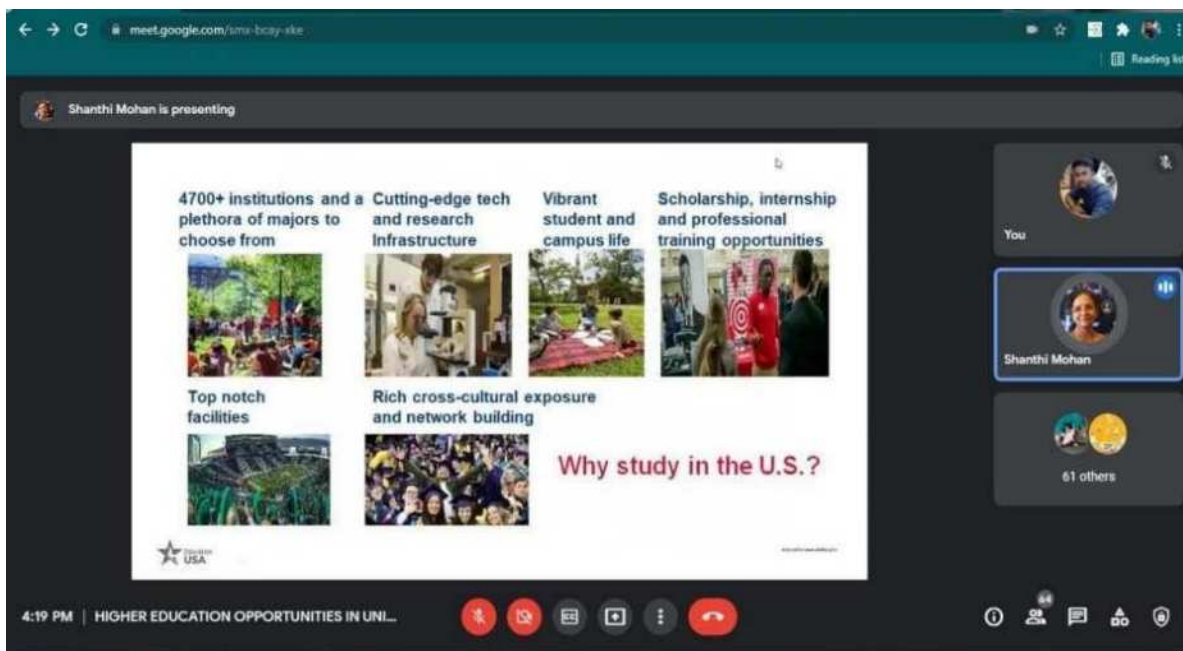 meet.google.com/smx-bcay-xke
Reading list
Shanthi Mohan is presenting
4700+ institutions and a
plethora of majors to
choose from
Cutting-edge tech
and research
Infrastructure
Vibrant
student and
campus life
Scholarship, internship
and professional
training opportunities
Top notch
facilities
Rich cross-cultural exposure
and network building
Why study in the U.S.?
USA
You
Shanthi Mohan
61 others
4:19 PM | HIGHER EDUCATION OPPORTUNITIES IN UNI...
64